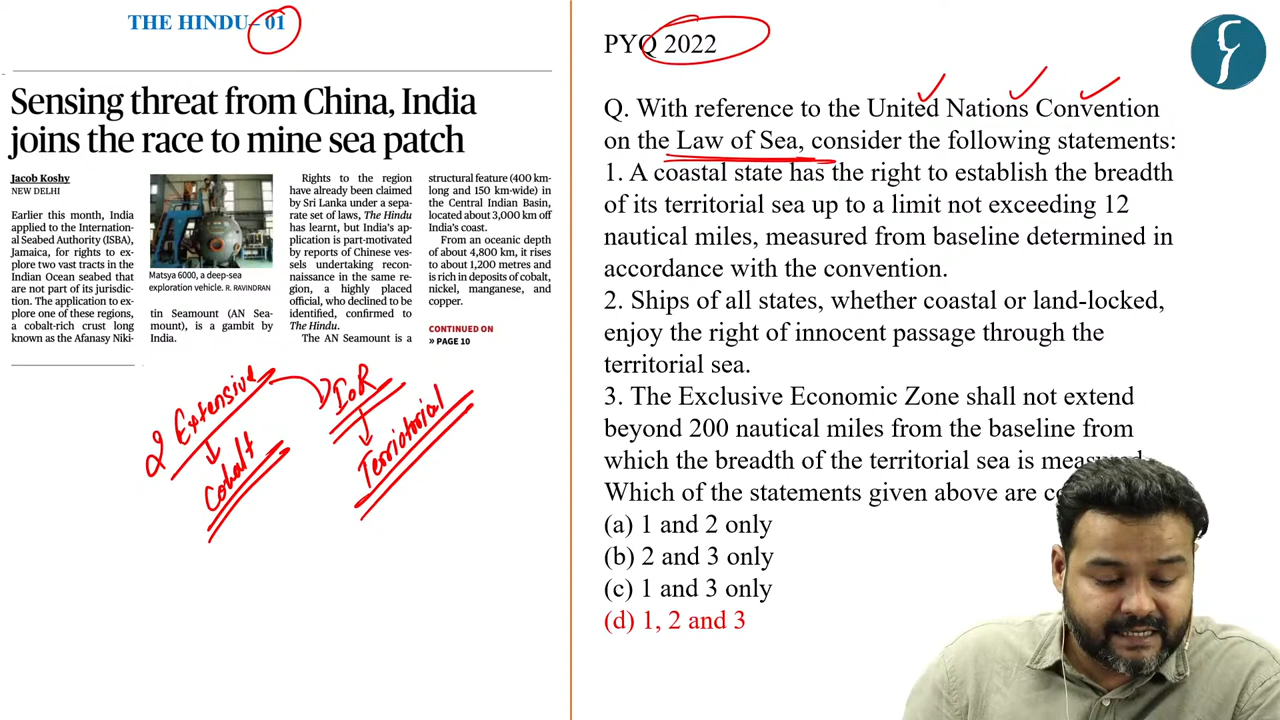 THE HINDU– 01
Sensing threat from China, India
joins the race to mine sea patch
Jacob Koshy
NEW DELHI
Earlier this month, India
applied to the Internation-
al Seabed Authority (ISBA),
Jamaica, for rights to ex-
plore two vast tracts in the
Indian Ocean seabed that
are not part of its jurisdic-
tion. The application to ex-
plore one of these regions,
a cobalt-rich crust long
known as the Afanasy Niki-
Matsya 6000, a deep-sea
exploration vehicle. R. RAVINDRAN
tin Seamount (AN Sea-
mount), is a gambit by
India.
Rights to the region
have already been claimed
by Sri Lanka under a sepa-
rate set of laws, The Hindu
has learnt, but India's ap-
plication is part-motivated
by reports of Chinese ves-
sels undertaking recon-
naissance in the same re-
gion, a highly placed
official, who declined to be
identified, confirmed to
The Hindu.
The AN Seamount is a
structural feature (400 km-
long and 150 km-wide) in
the Central Indian Basin,
located about 3,000 km off
India's coast.
From an oceanic depth
of about 4,800 km, it rises
to about 1,200 metres and
is rich in deposits of cobalt,
nickel, manganese, and
copper.
CONTINUED ON
» PAGE 10
2 Extensive
Cobalt
IOR
Terriotorial
PYQ 2022
Q. With reference to the United Nations Convention
on the Law of Sea, consider the following statements:
1. A coastal state has the right to establish the breadth
of its territorial sea up to a limit not exceeding 12
nautical miles, measured from baseline determined in
accordance with the convention.
2. Ships of all states, whether coastal or land-locked,
enjoy the right of innocent passage through the
territorial sea.
3. The Exclusive Economic Zone shall not extend
beyond 200 nautical miles from the baseline from
which the breadth of the territorial sea is measured.
Which of the statements given above are
(a) 1 and 2 only
(b) 2 and 3 only
(c) 1 and 3 only
(d) 1, 2 and 3